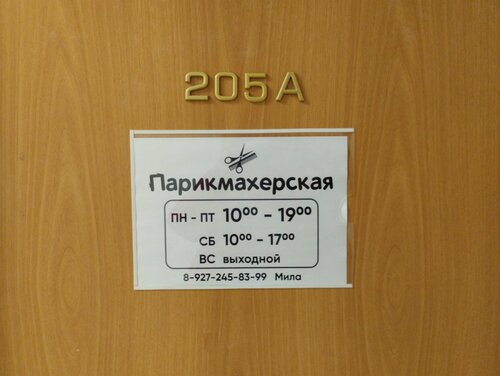 205А
Парикмахерская
ПН - ПТ 10⁰⁰ - 19⁰⁰
СБ 10⁰⁰ - 17⁰⁰
ВС выходной
8-927-245-83-99 Мила